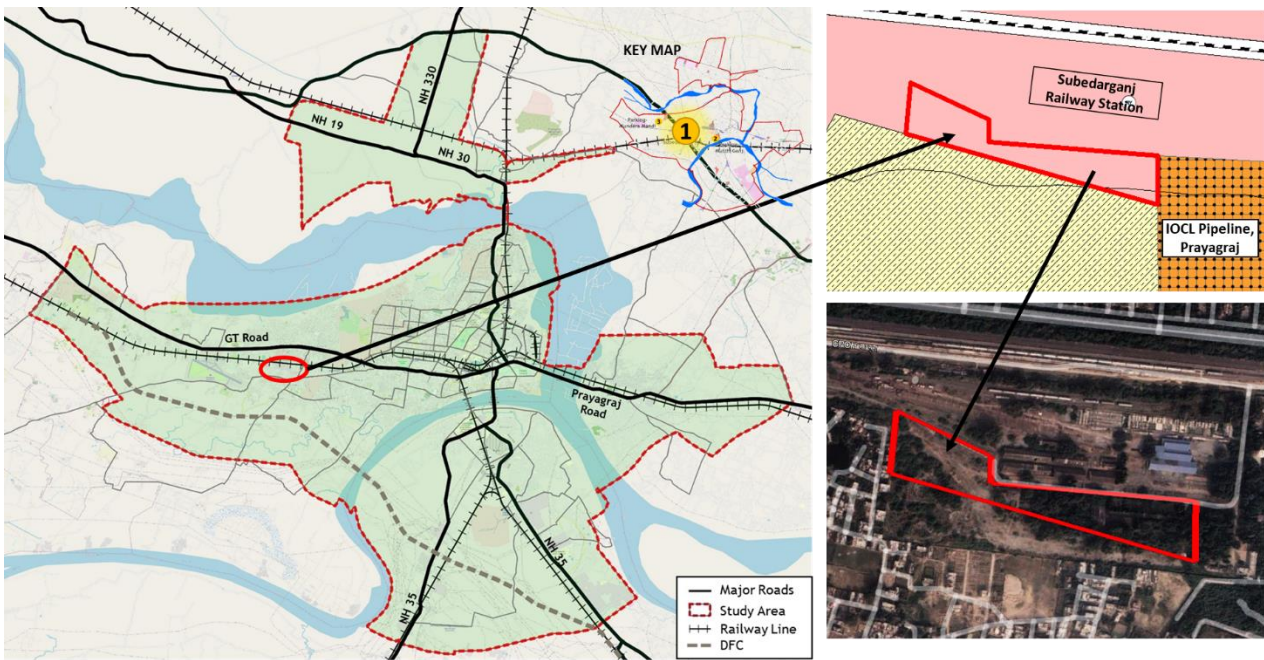 KEY MAP
NH 330
NH 19
NH 30
1
GT Road
Prayagraj
Road
NH 35
NH 35
Major Roads
Study Area
Railway Line
DFC
Subedarganj
Railway Station
IOCL Pipeline,
Prayagraj